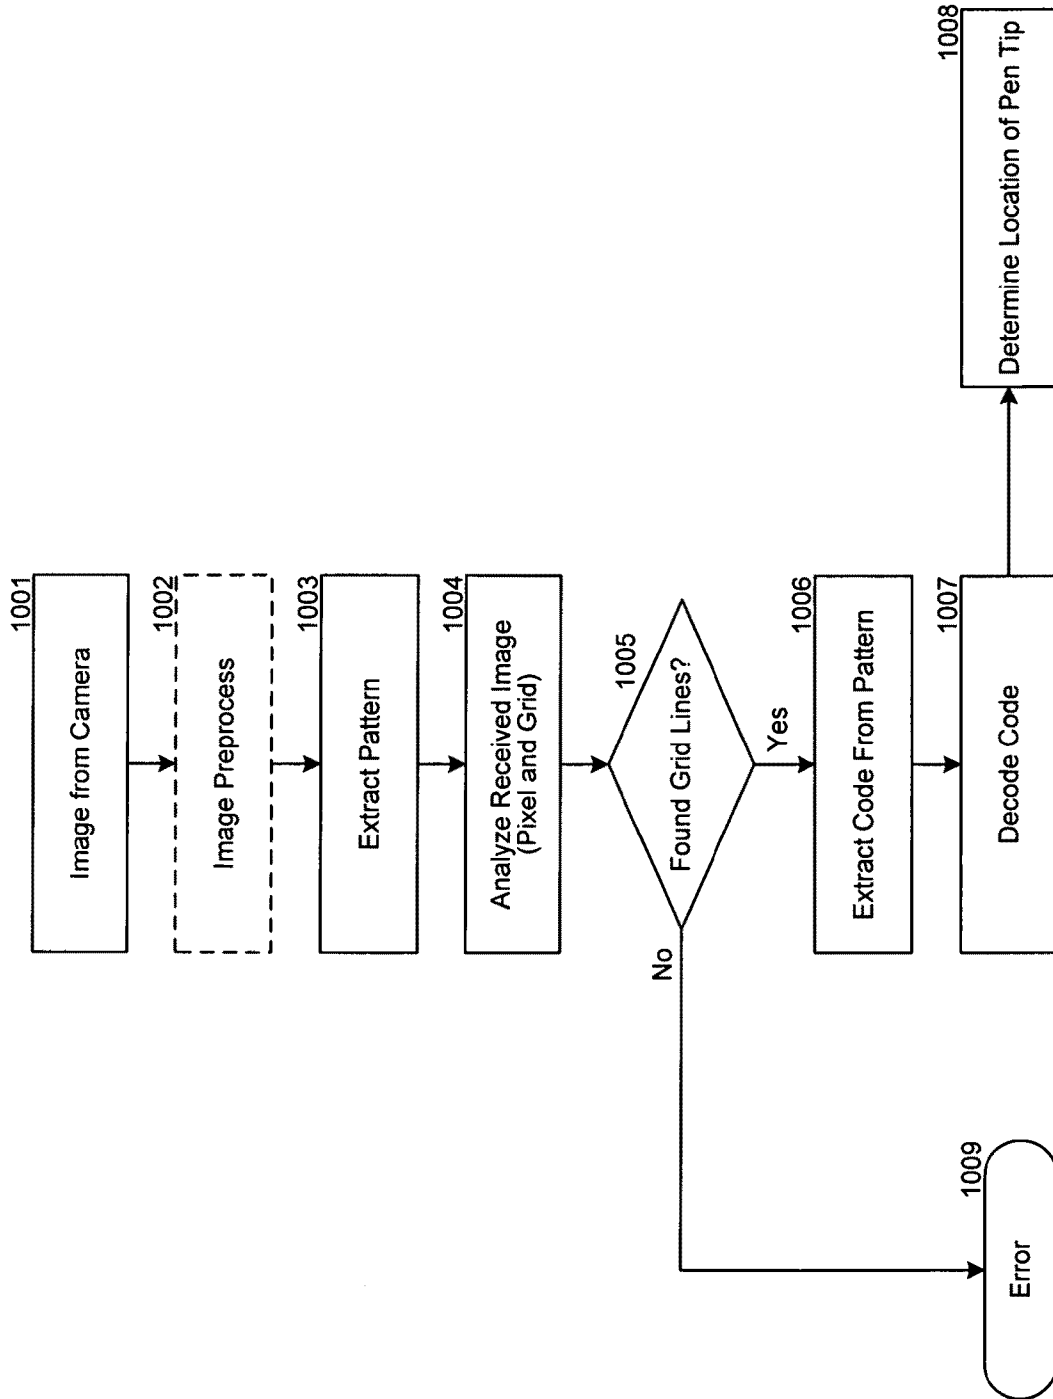 1001
Image from Camera
1002
Image Preprocess
1003
Extract Pattern
1004
Analyze Received Image
(Pixel and Grid)
1005
Found Grid Lines?
No
Yes
1006
Extract Code From Pattern
1007
Decode Code
1008
Determine Location of Pen Tip
1009
Error